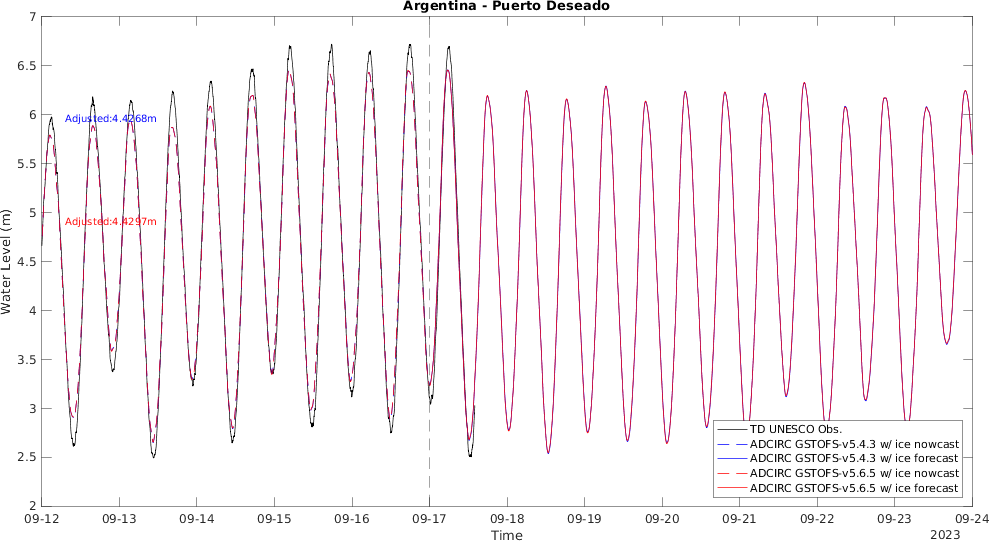 Argentina - Puerto Deseado
7
6.5
6
5.5
5
4.5
4
3.5
3
2.5
2
Water Level (m)
Adjusted:4.4268m
Adjusted:4.4297m
TD UNESCO Obs.
ADCIRC GSTOFS-v5.4.3 w/ ice nowcast
ADCIRC GSTOFS-v5.4.3 w/ ice forecast
ADCIRC GSTOFS-v5.6.5 w/ ice nowcast
ADCIRC GSTOFS-v5.6.5 w/ ice forecast
09-12 09-13 09-14 09-15 09-16 09-17 09-18 09-19 09-20 09-21 09-22 09-23 09-24
Time
2023